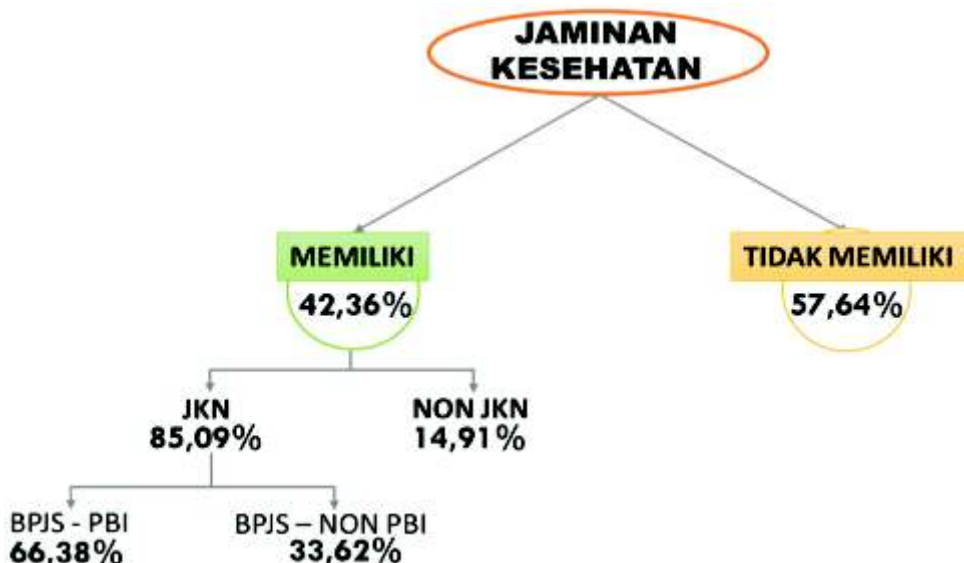 JAMINAN
KESEHATAN
MEMILIKI
42,36%
TIDAK MEMILIKI
57,64%
JKN
85,09%
NON JKN
14,91%
BPJS - PBI
66,38%
BPJS – NON PBI
33,62%